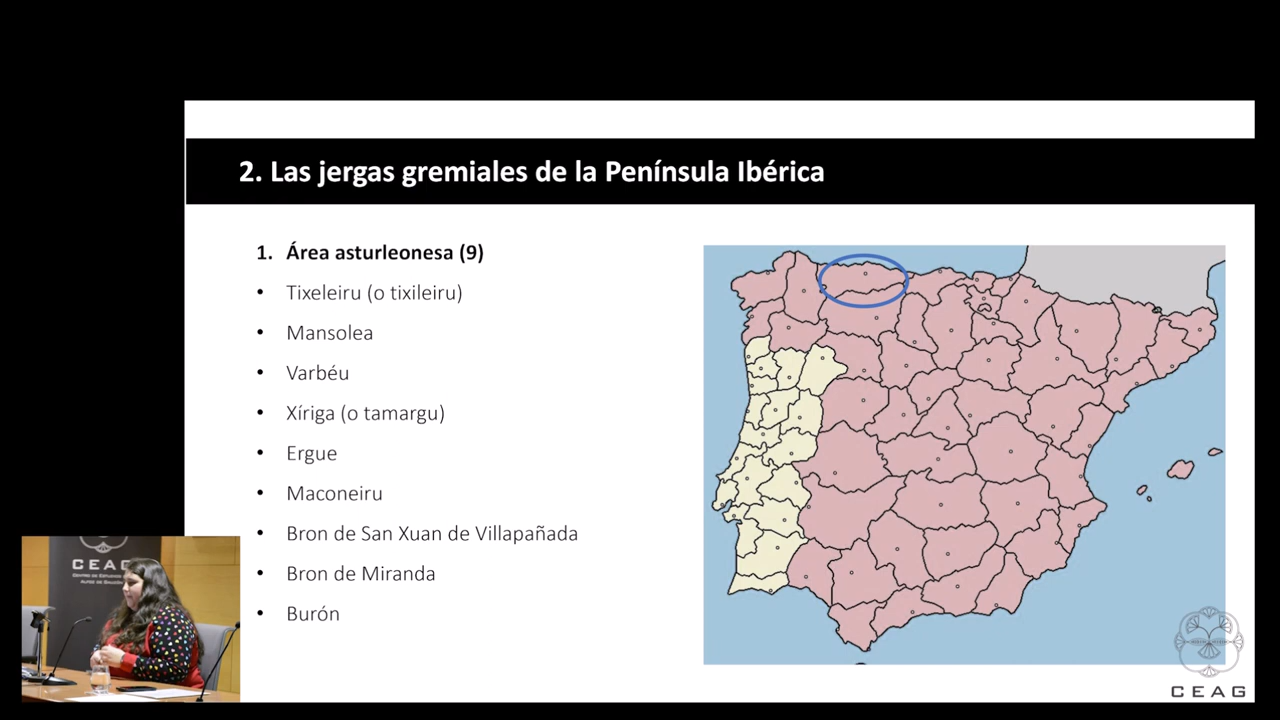 2. Las jergas gremiales de la Península Ibérica
1. Área asturleonesa (9)
• Tixeleiru (o tixileiru)
• Mansolea
• Varbéu
• Xíriga (o tamargu)
• Ergue
• Maconeiru
• Bron de San Xuan de Villapañada
• Bron de Miranda
• Burón
CEAG
CEAG